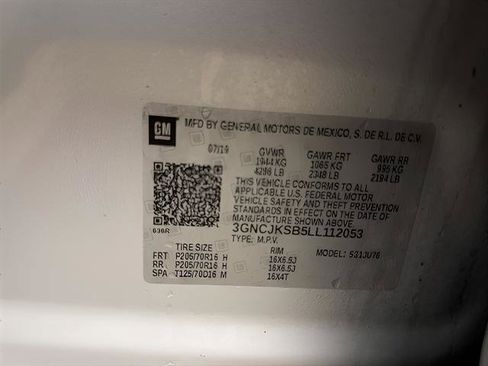 GM
MFD BY GENERAL MOTORS DE MEXICO, S. DE R.L. DE C.V.
07/19 GVWR GAWR FRT GAWR RR
1944 KG 1065 KG 995 KG
4286 LB 2348 LB 2194 LB
THIS VEHICLE CONFORMS TO ALL
APPLICABLE U.S. FEDERAL MOTOR
VEHICLE SAFETY AND THEFT PREVENTION
STANDARDS IN EFFECT ON THE DATE OF
MANUFACTURE SHOWN ABOVE.
3GNCJKSB5LL112053
TYPE: M.P.V. MODEL: 5G1JU76
TIRE SIZE RIM
FRT P205/70R16 H 16X6.5J
RR P205/70R16 H 16X6.5J
SPA T125/70D16 M 16X4T